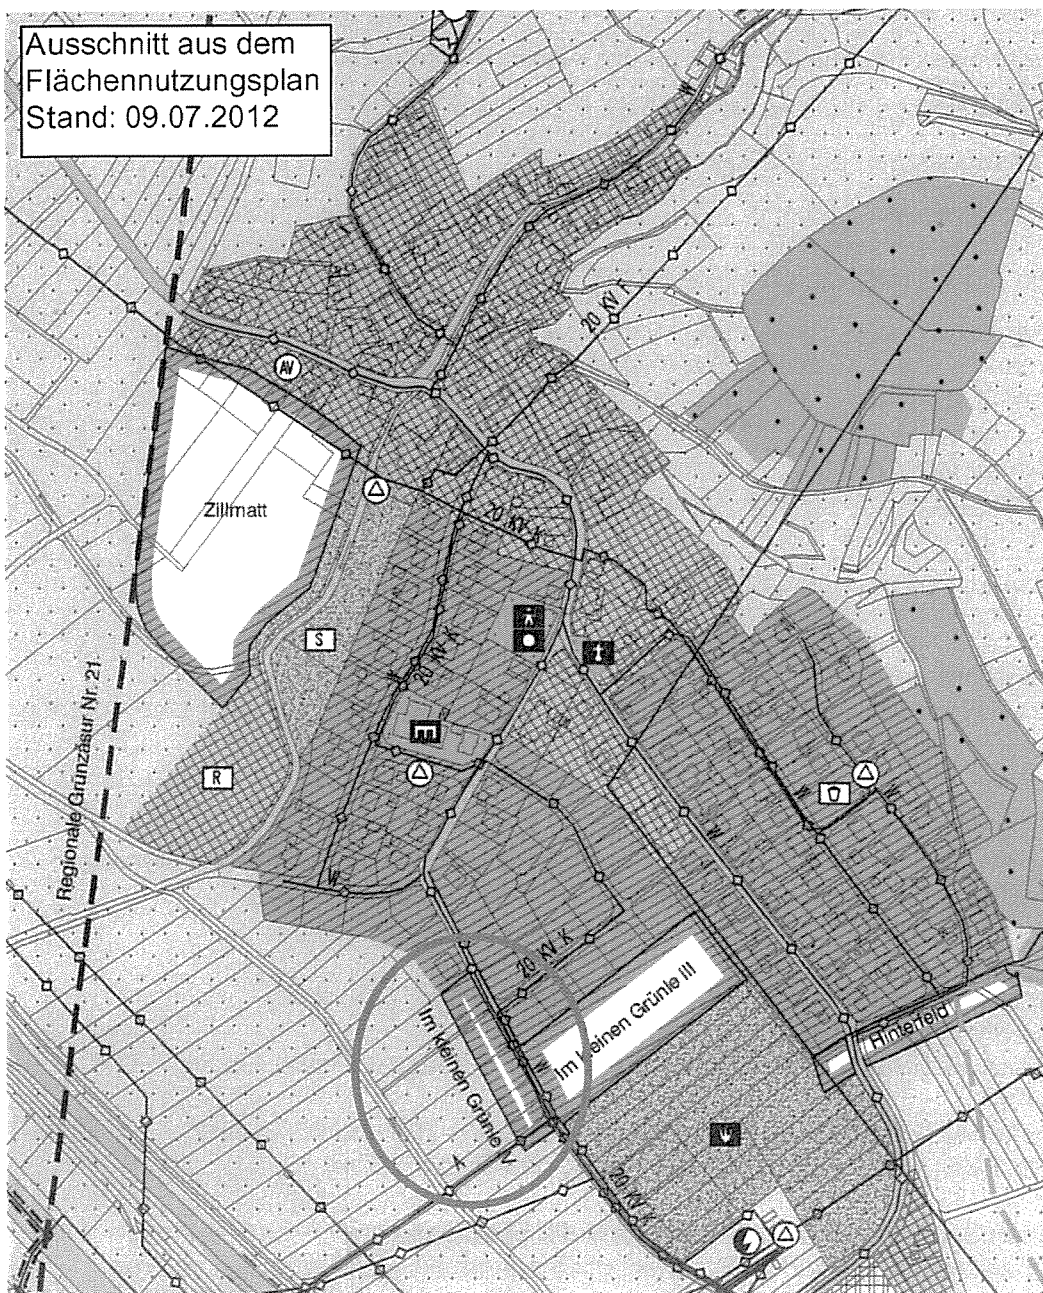 Ausschnitt aus dem
Flächennutzungsplan
Stand: 09.07.2012
W
20 KV F
AV
Zillmatt
20 KV K
S
20 KV K
W
N
R
Regionale Grünzäsur Nr. 21
W
W
W
20 KV K
Im kleinen Grünle III
Im kleinen Grünle V
W
Hinterfeld
A
20 KV K